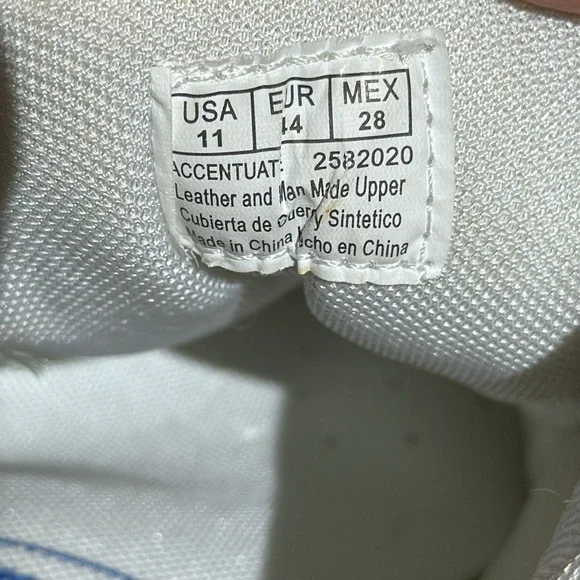 USA EUR MEX
11 44 28
ACCENTUAT 2582020
Leather and Man Made Upper
Cubierta de Cuero y Sintetico
Made in China Hecho en China